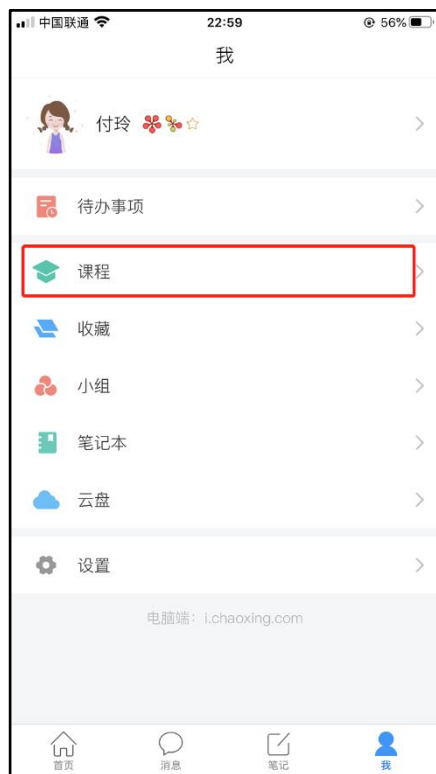 中国联通 22:59 56%
我
付玲
待办事项
课程
收藏
小组
笔记本
云盘
设置
电脑端：i.chaoxing.com
首页 消息 笔记 我